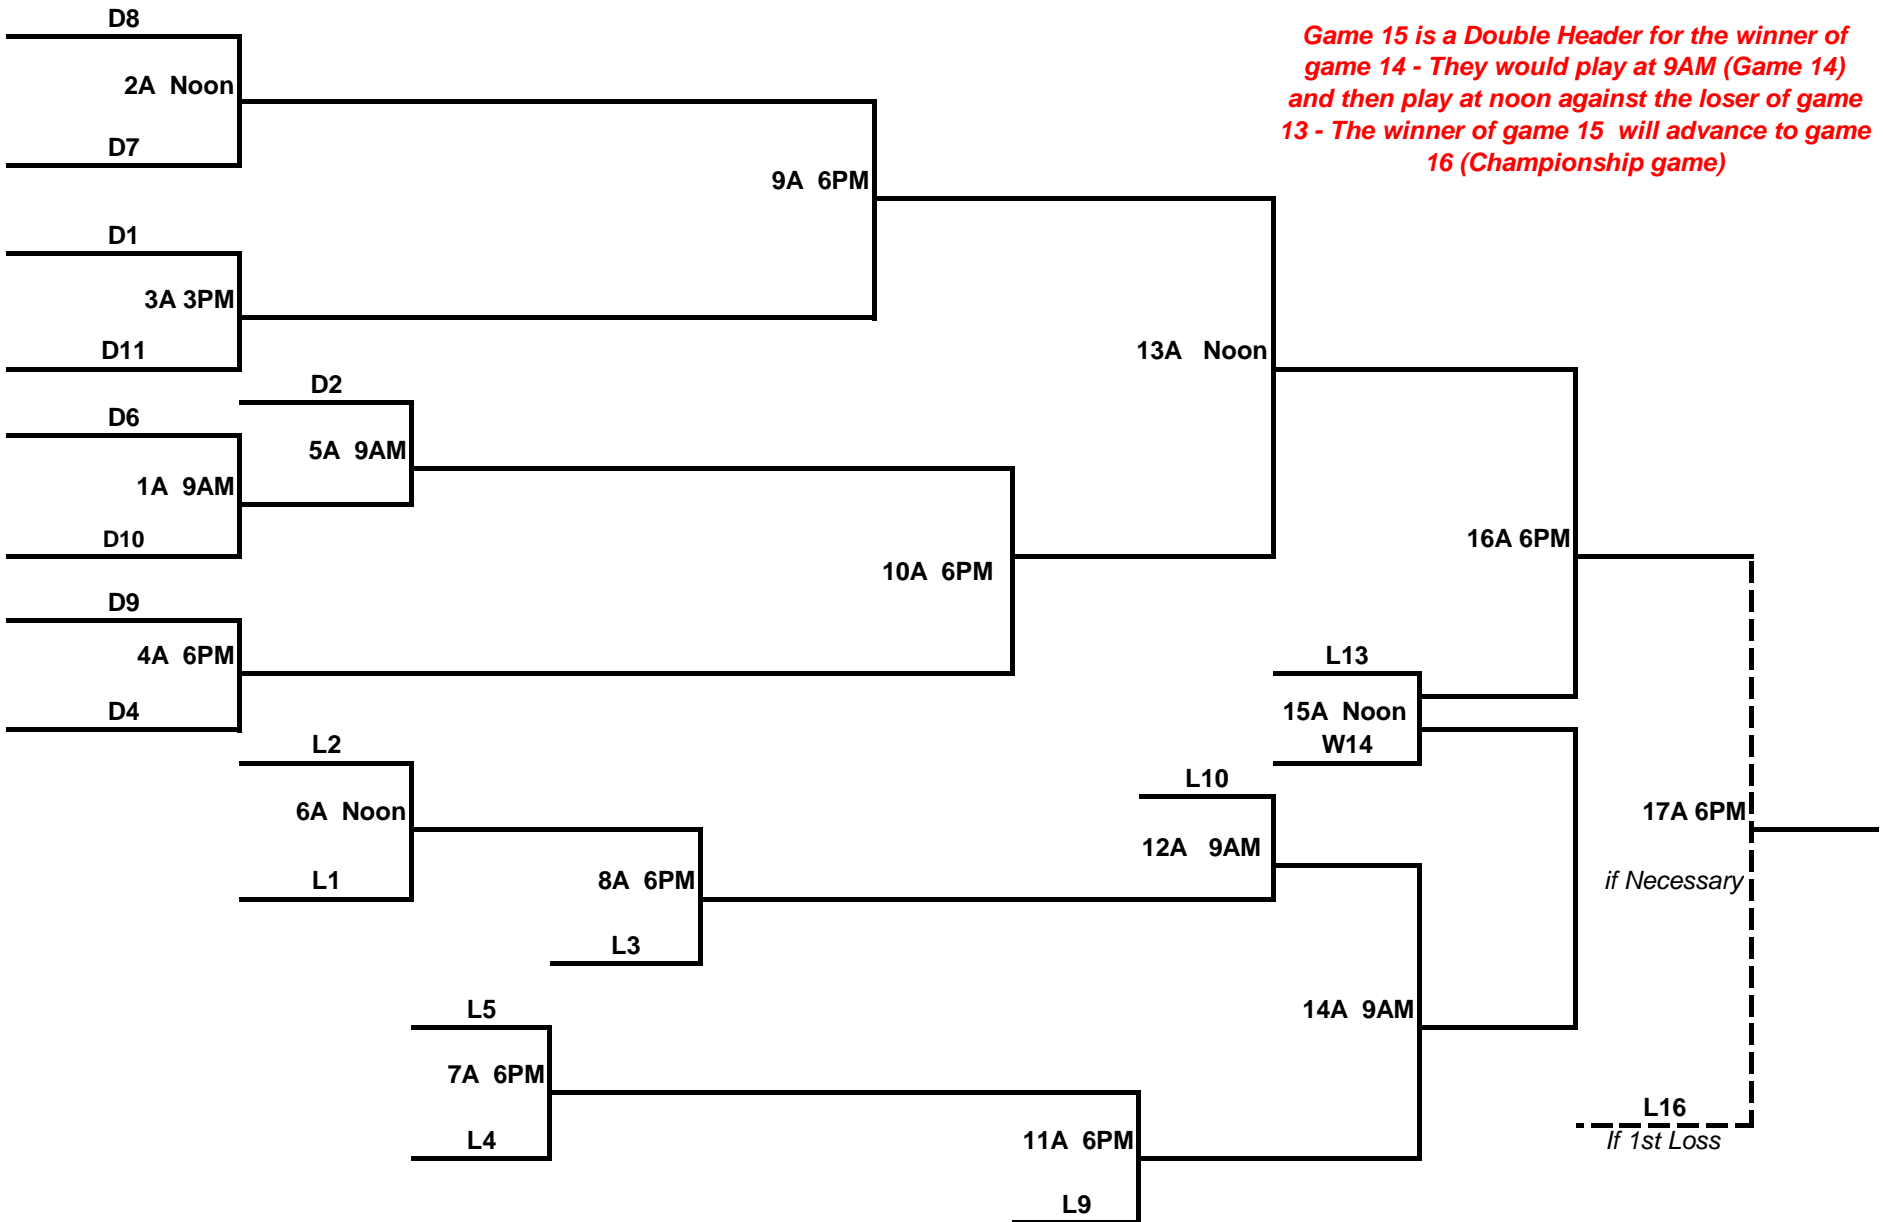 D8
Game 15 is a Double Header for the winner of
game 14 - They would play at 9AM (Game 14)
and then play at noon against the loser of game
13 - The winner of game 15 will advance to game
16 (Championship game)
2A Noon
D7
9A 6PM
D1
3A 3PM
D11
13A Noon
D2
D6
5A 9AM
1A 9AM
D10
16A 6PM
10A 6PM
D9
4A 6PM
L13
D4
15A Noon
W14
L2
L10
6A Noon
17A 6PM
12A 9AM
L1
8A 6PM
if Necessary
L3
L5
14A 9AM
7A 6PM
L16
L4
11A 6PM
If 1st Loss
L9